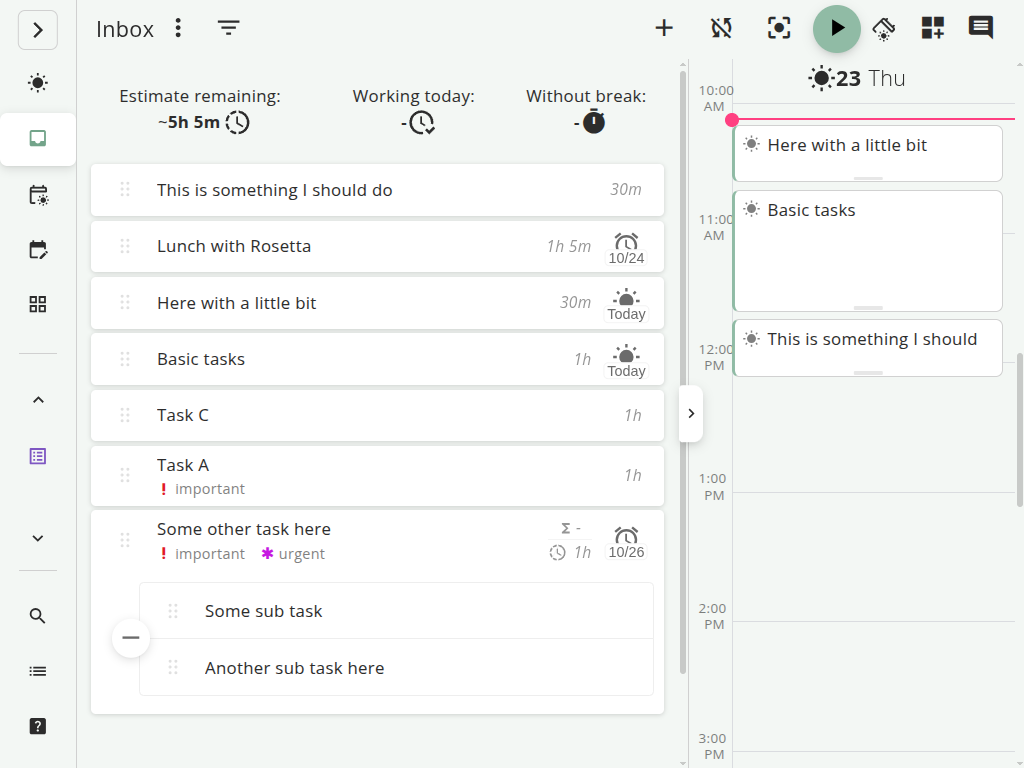 Inbox
Estimate remaining:
~5h 5m
Working today:
-
Without break:
-
This is something I should do
30m
Lunch with Rosetta
1h 5m
10/24
Here with a little bit
30m
Today
Basic tasks
1h
Today
Task C
1h
Task A
important
1h
Some other task here
important
urgent
Σ -
1h
10/26
Some sub task
Another sub task here
23 Thu
10:00
AM
Here with a little bit
Basic tasks
11:00
AM
This is something I should
12:00
PM
1:00
PM
2:00
PM
3:00
PM